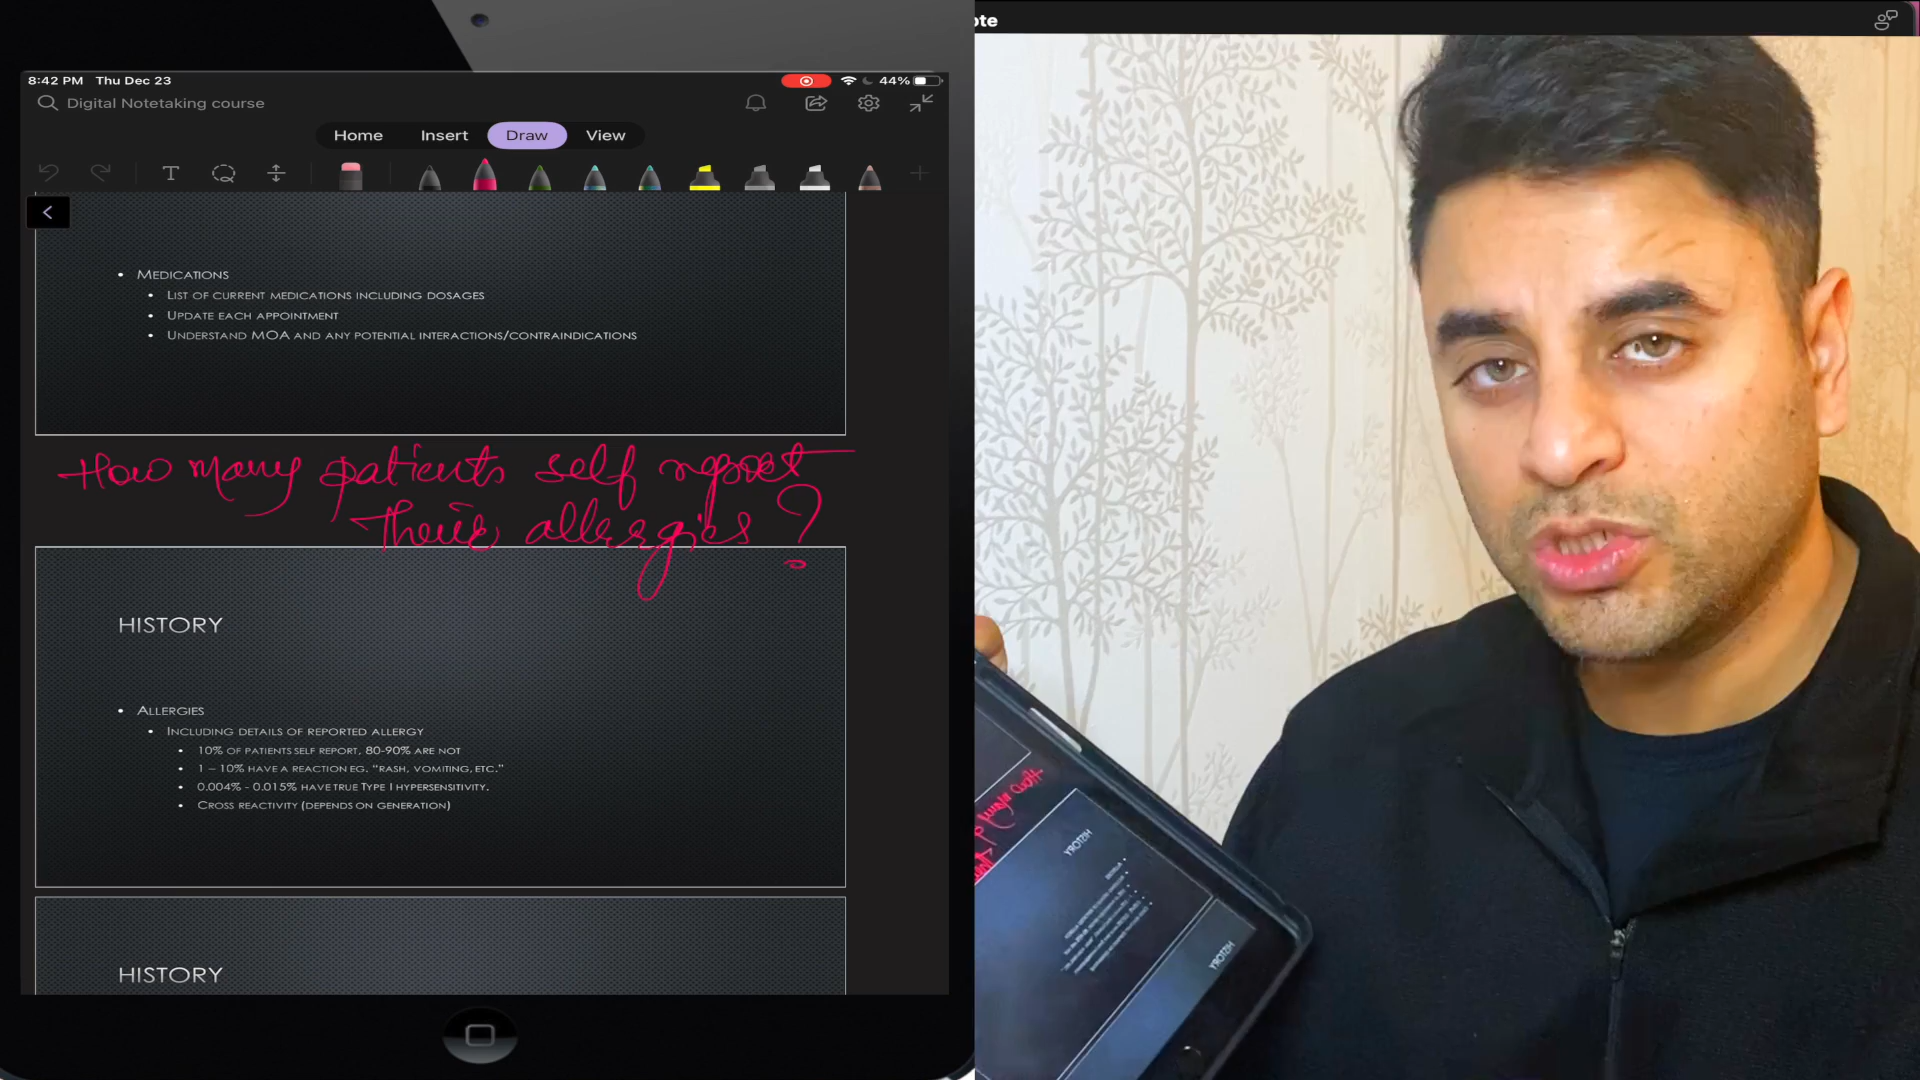 8:42 PM Thu Dec 23
44%
Digital Notetaking course
Home Insert Draw View
T
MEDICATIONS
LIST OF CURRENT MEDICATIONS INCLUDING DOSAGES
UPDATE EACH APPOINTMENT
UNDERSTAND MOA AND ANY POTENTIAL INTERACTIONS/CONTRAINDICATIONS
How many patients self report
their allergies?
HISTORY
ALLERGIES
INCLUDING DETAILS OF REPORTED ALLERGY
10% OF PATIENTS SELF REPORT, 80-90% ARE NOT
1 – 10% HAVE A REACTION EG. "RASH, VOMITING, ETC."
0.004% - 0.015% HAVE TRUE TYPE I HYPERSENSITIVITY.
CROSS REACTIVITY (DEPENDS ON GENERATION)
HISTORY
ote
HISTORY
HISTORY